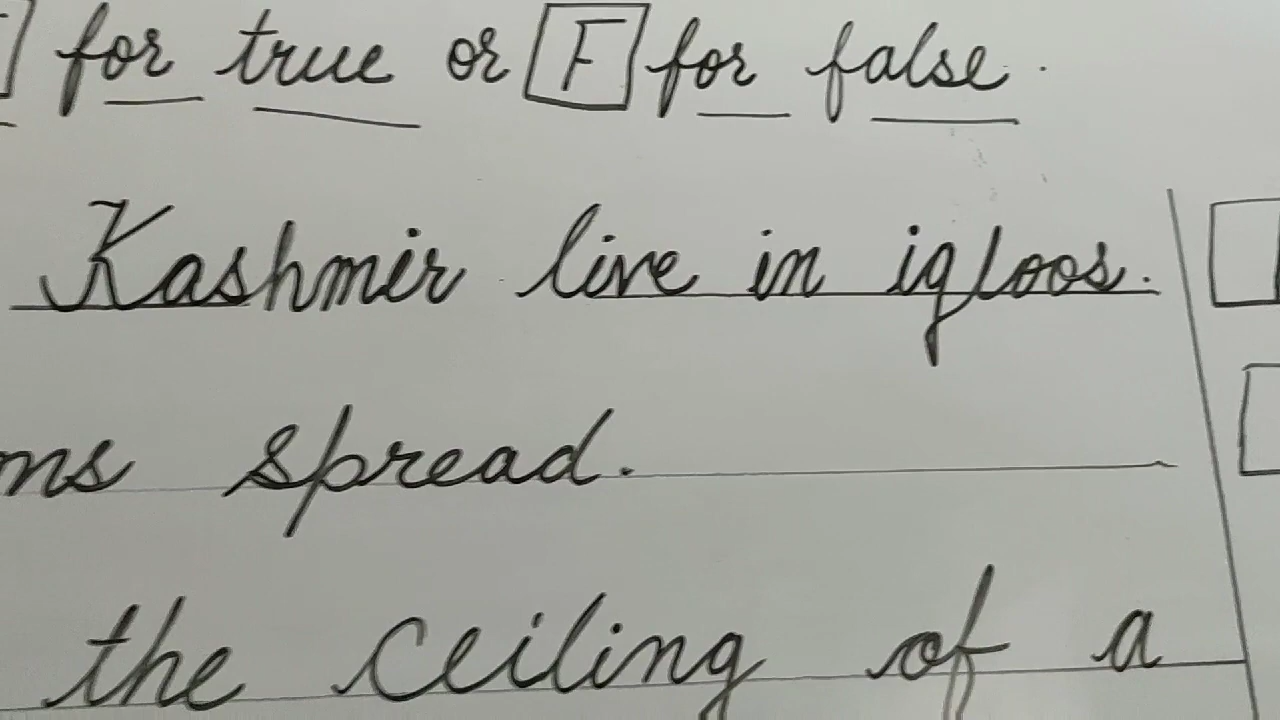 for true or F for false.
Kashmir live in igloos.
ms spread.
the ceiling of a